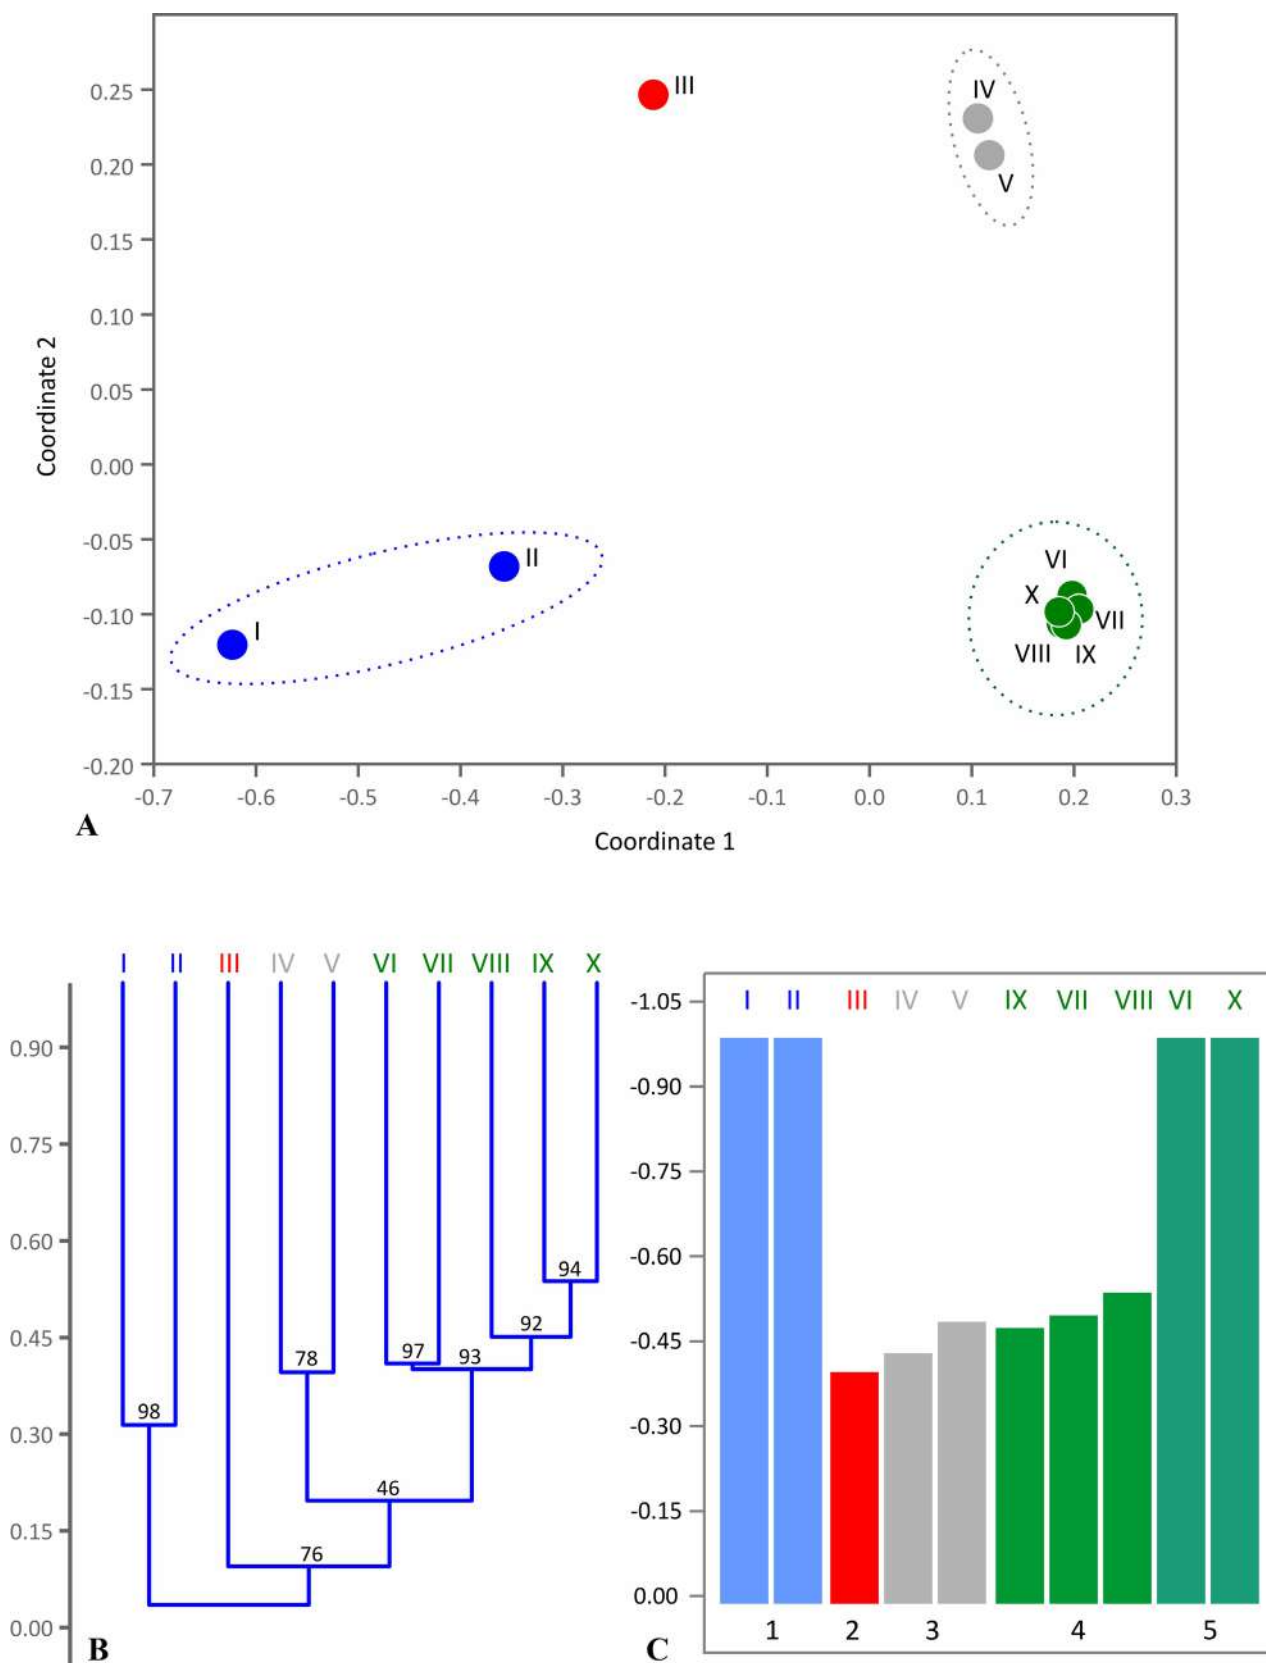 III
IV
V
0.25
0.20
0.15
0.10
0.05
0.00
-0.05
-0.10
-0.15
-0.20
Coordinate 2
II
I
VI
X
VII
VIII IX
-0.7 -0.6 -0.5 -0.4 -0.3 -0.2 -0.1 0.0 0.1 0.2 0.3
Coordinate 1
A
I II III IV V VI VII VIII IX X
0.90
0.75
0.60
0.45
0.30
0.15
0.00
94
92
97 93
78
98
46
76
B
I II III IV V IX VII VIII VI X
-1.05
-0.90
-0.75
-0.60
-0.45
-0.30
-0.15
0.00
1 2 3 4 5
C